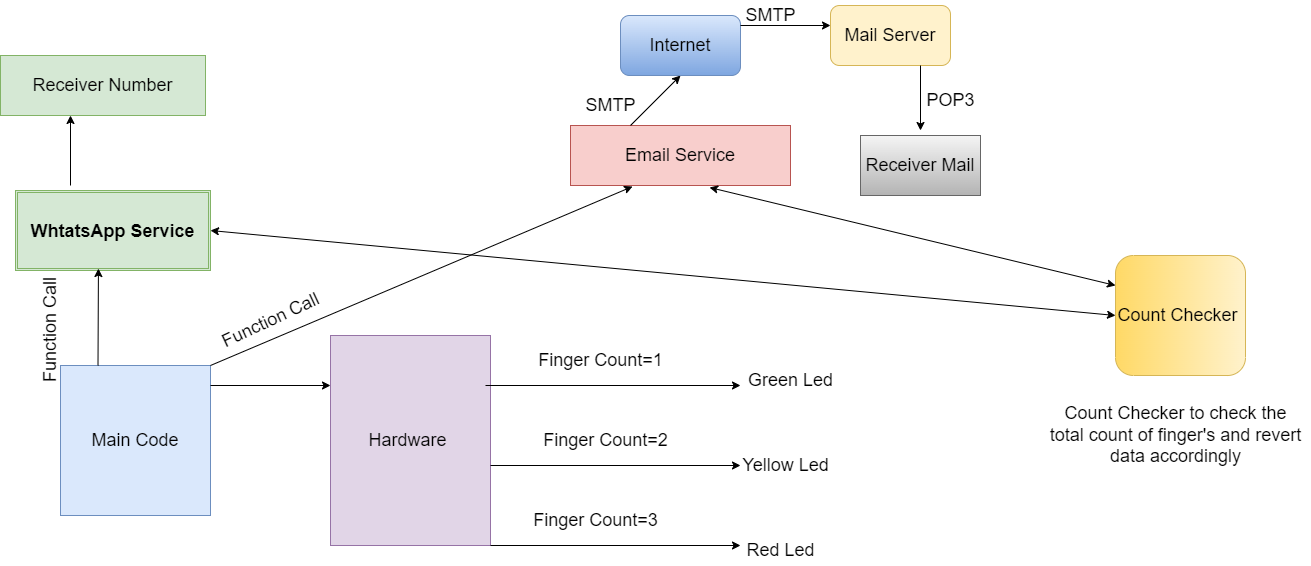 SMTP
Internet
Mail Server
Receiver Number
SMTP
POP3
Email Service
Receiver Mail
WhtatsApp Service
Function Call
Function Call
Count Checker
Finger Count=1
Green Led
Main Code
Hardware
Finger Count=2
Yellow Led
Finger Count=3
Red Led
Count Checker to check the
total count of finger's and revert
data accordingly